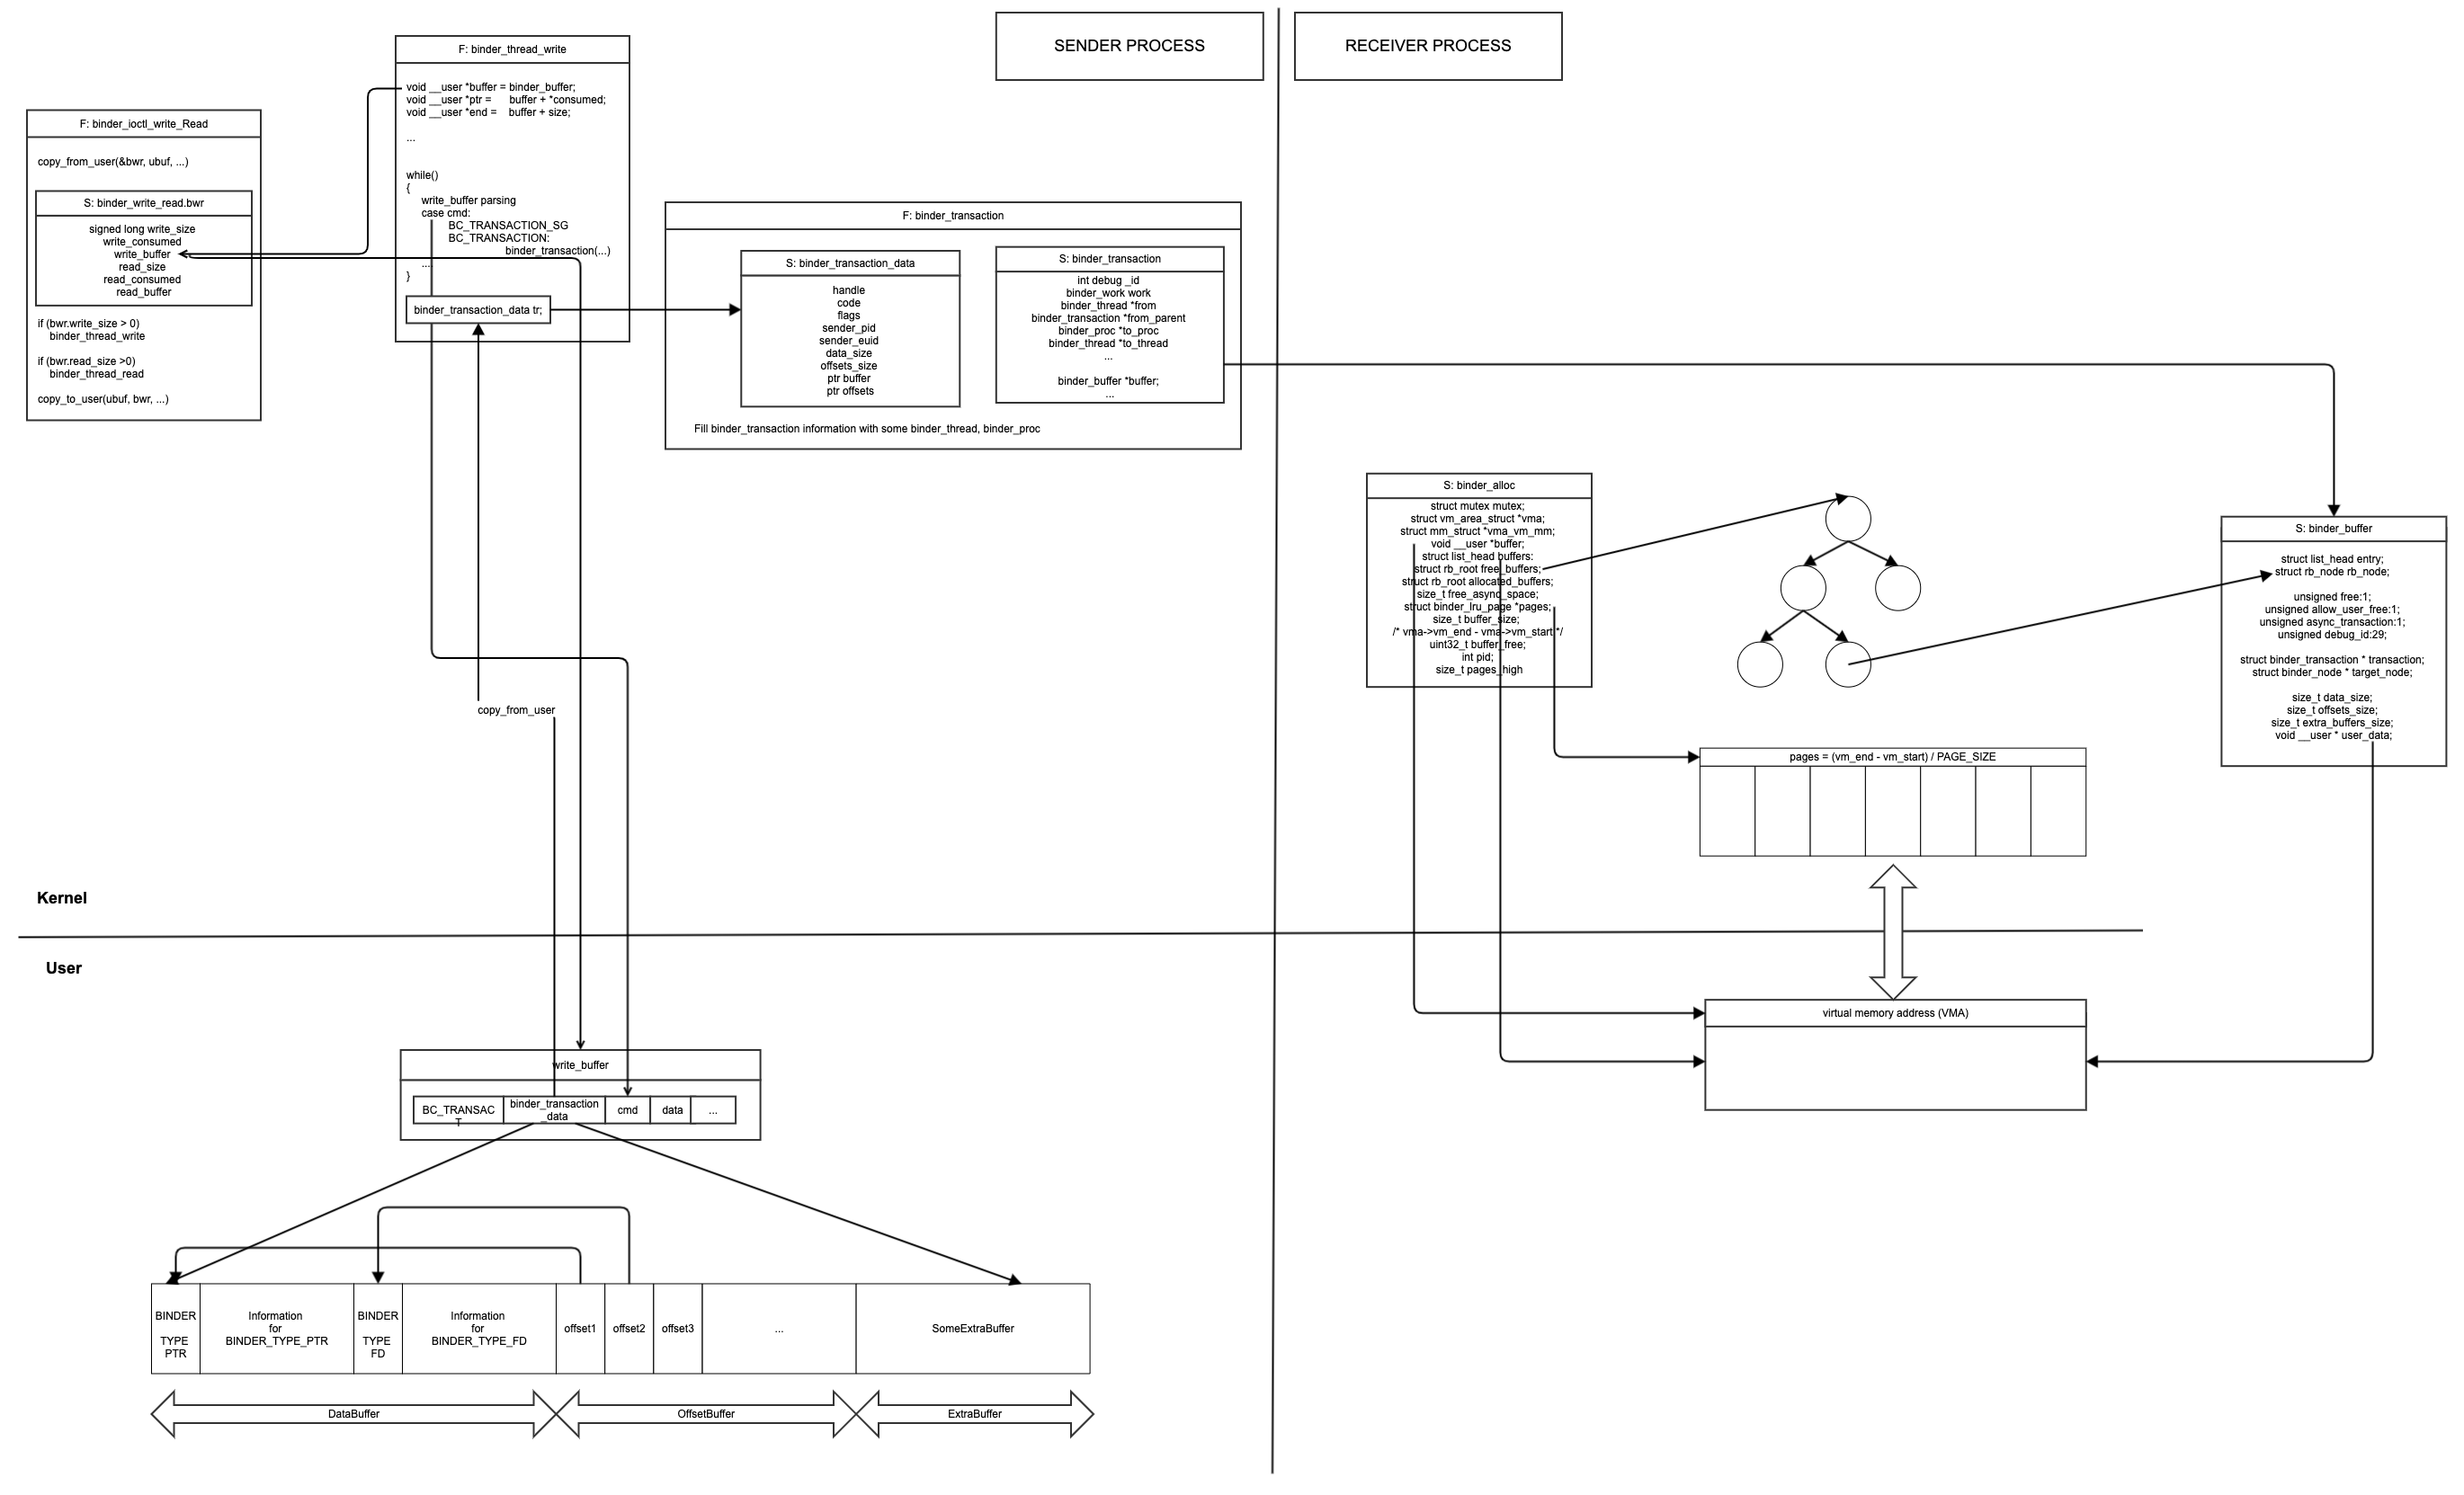 SENDER PROCESS
RECEIVER PROCESS
F: binder_thread_write
void __user *buffer = binder_buffer;
void __user *ptr = buffer + *consumed;
void __user *end = buffer + size;
...
while()
{
write_buffer parsing
case cmd:
BC_TRANSACTION_SG
BC_TRANSACTION:
binder_transaction(...)
....
}
binder_transaction_data tr;
F: binder_ioctl_write_Read
copy_from_user(&bwr, ubuf, ...)
S: binder_write_read.bwr
signed long write_size
write_consumed
write_buffer
read_size
read_consumed
read_buffer
if (bwr.write_size > 0)
binder_thread_write
if (bwr.read_size >0)
binder_thread_read
copy_to_user(ubuf, bwr, ...)
F: binder_transaction
S: binder_transaction_data
handle
code
flags
sender_pid
sender_euid
data_size
offsets_size
ptr buffer
ptr offsets
S: binder_transaction
int debug _id
binder_work work
binder_thread *from
binder_transaction *from_parent
binder_proc *to_proc
binder_thread *to_thread
...
binder_buffer *buffer;
...
Fill binder_transaction information with some binder_thread, binder_proc
S: binder_alloc
struct mutex mutex;
struct vm_area_struct *vma;
struct mm_struct *vma_vm_mm;
void __user *buffer;
struct list_head buffers:
struct rb_root free_buffers;
struct rb_root allocated_buffers;
size_t free_async_space;
struct binder_lru_page *pages;
size_t buffer_size;
/* vma->vm_end - vma->vm_start */
uint32_t buffer_free;
int pid;
size_t pages_high
S: binder_buffer
struct list_head entry;
struct rb_node rb_node;
unsigned free:1;
unsigned allow_user_free:1;
unsigned async_transaction:1;
unsigned debug_id:29;
struct binder_transaction * transaction;
struct binder_node * target_node;
size_t data_size;
size_t offsets_size;
size_t extra_buffers_size;
void __user * user_data;
copy_from_user
pages = (vm_end - vm_start) / PAGE_SIZE
Kernel
User
virtual memory address (VMA)
write_buffer
BC_TRANSAC
T
binder_transaction
_data
cmd
data
...
BINDER
TYPE
PTR
Information
for
BINDER_TYPE_PTR
BINDER
TYPE
FD
Information
for
BINDER_TYPE_FD
offset1
offset2
offset3
...
SomeExtraBuffer
DataBuffer
OffsetBuffer
ExtraBuffer